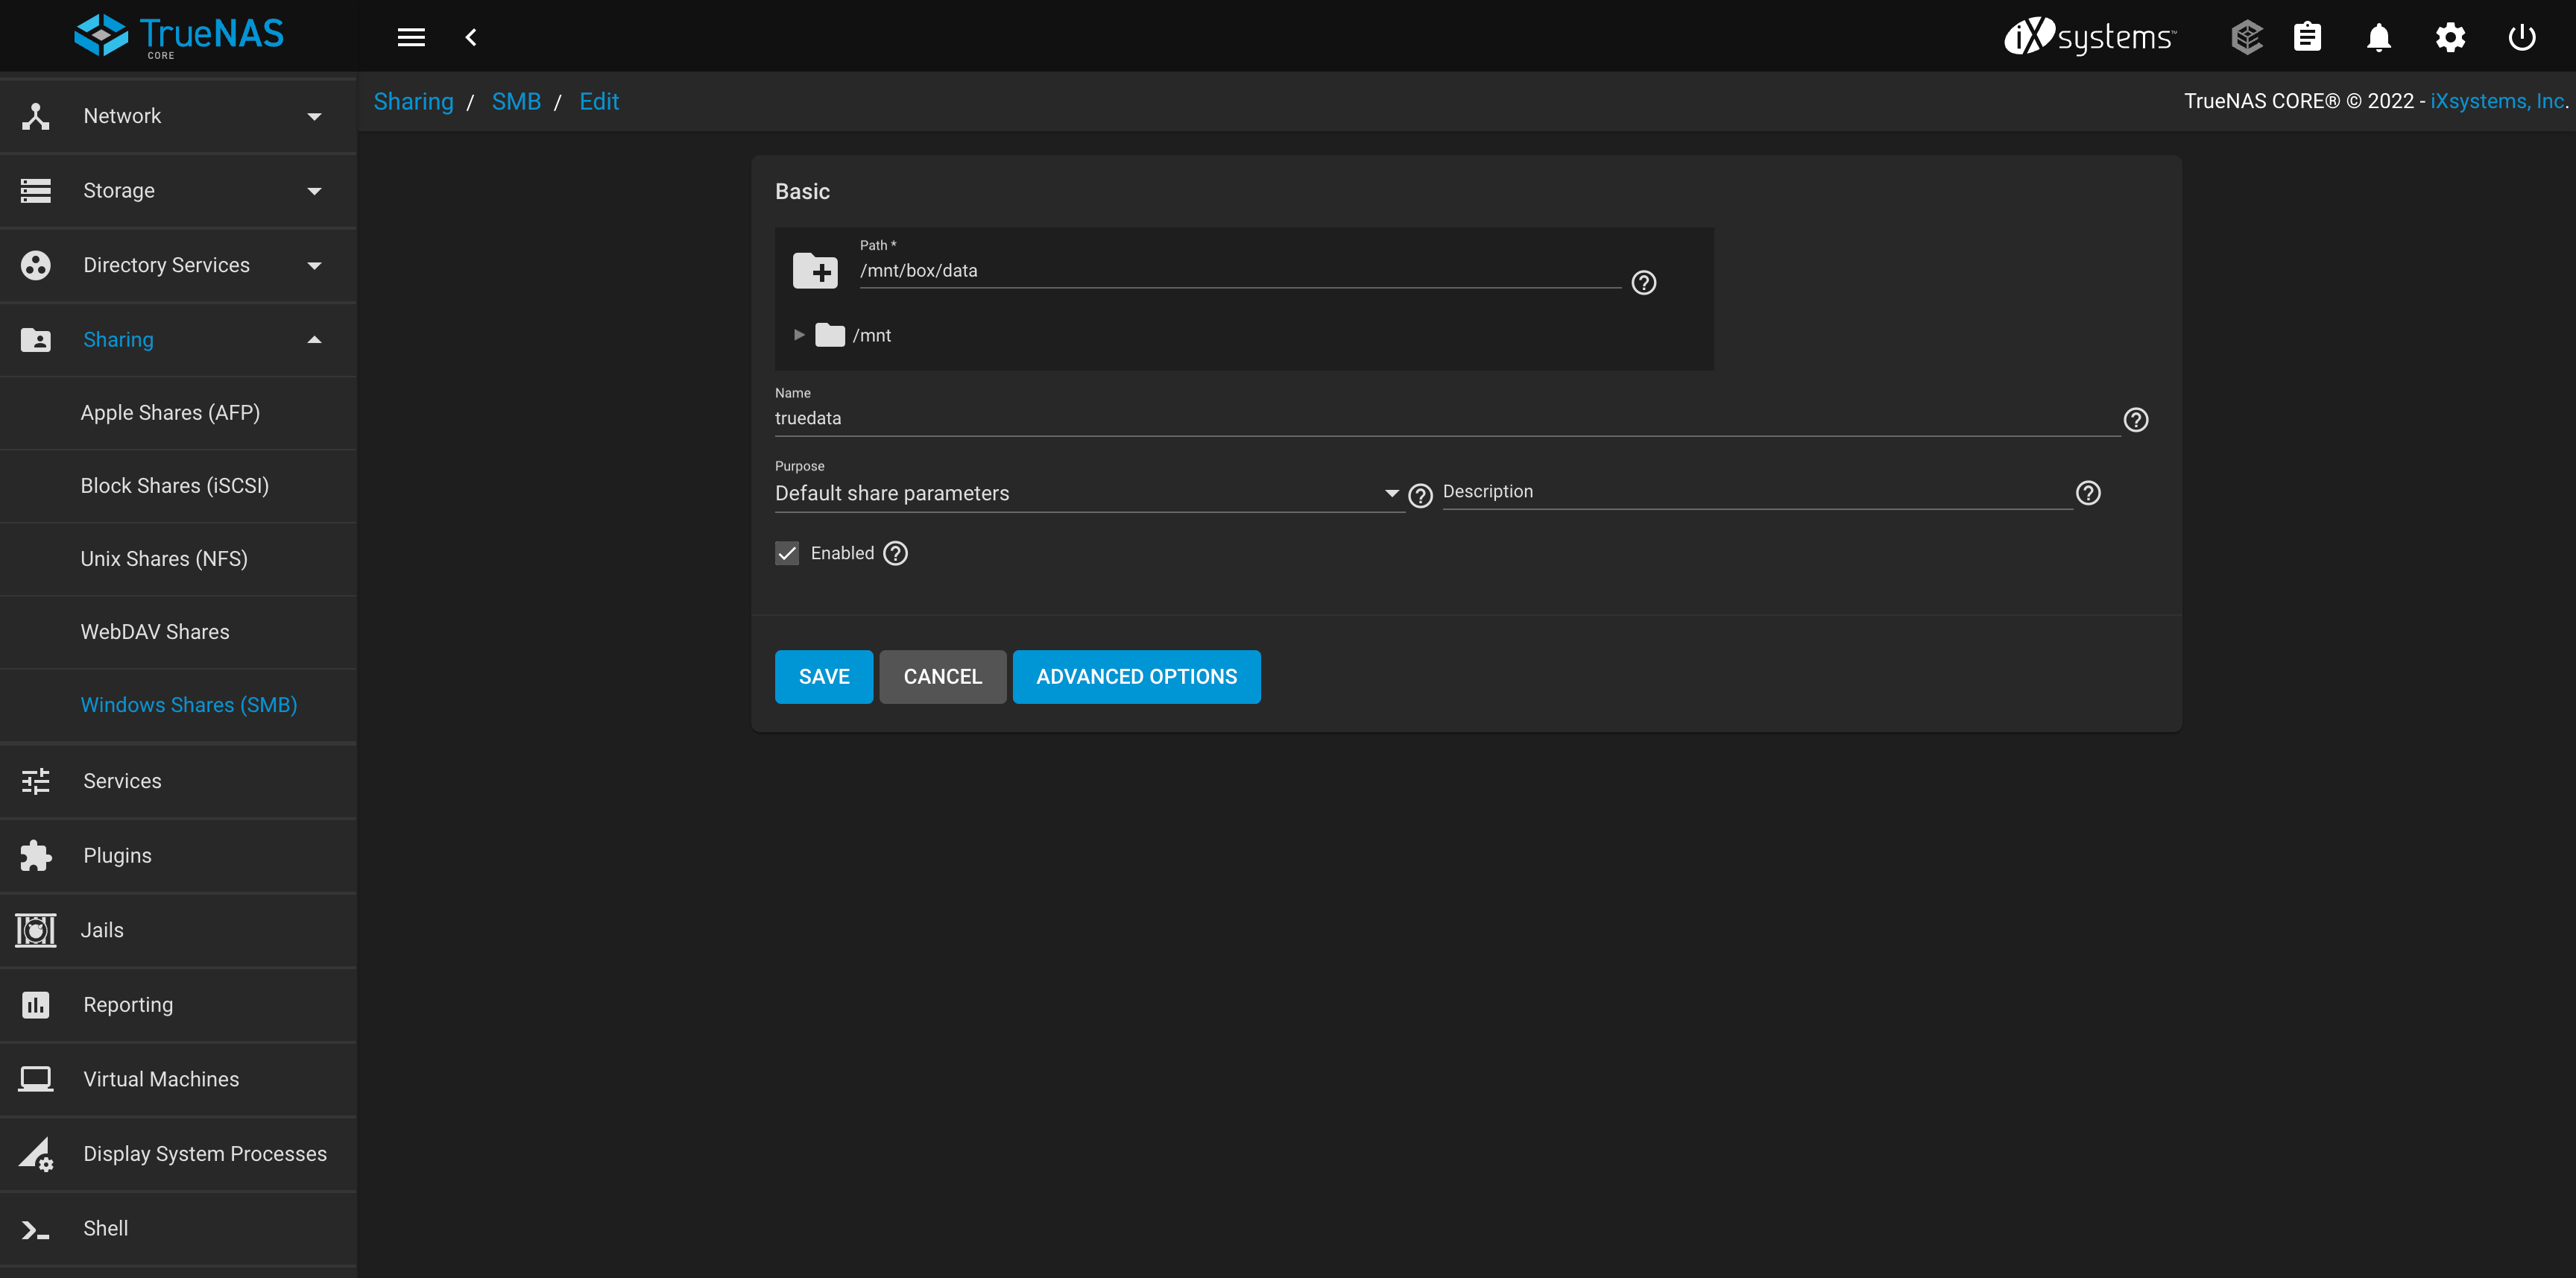 TrueNAS
CORE
iXsystems™
Sharing / SMB / Edit
TrueNAS CORE® © 2022 - iXsystems, Inc.
Network
Storage
Directory Services
Sharing
Apple Shares (AFP)
Block Shares (iSCSI)
Unix Shares (NFS)
WebDAV Shares
Windows Shares (SMB)
Services
Plugins
Jails
Reporting
Virtual Machines
Display System Processes
Shell
Basic
Path *
/mnt/box/data
/mnt
Name
truedata
Purpose
Default share parameters
Description
Enabled
SAVE CANCEL ADVANCED OPTIONS